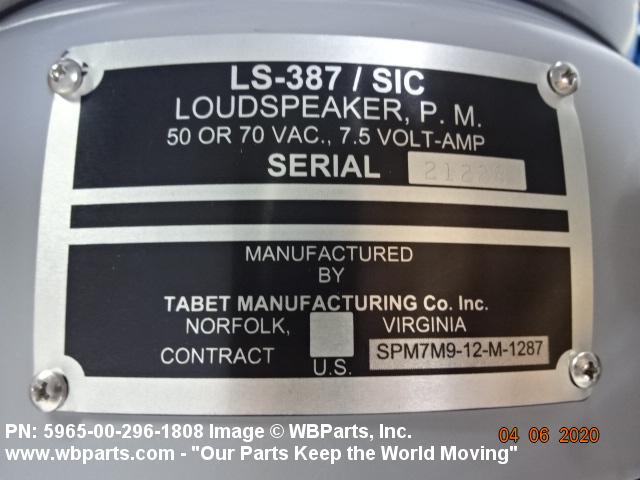 LS-387 / SIC
LOUDSPEAKER, P. M.
50 OR 70 VAC., 7.5 VOLT-AMP
SERIAL
MANUFACTURED
BY
TABET MANUFACTURING Co. Inc.
NORFOLK, VIRGINIA
CONTRACT U.S. SPM7M9-12-M-1287
PN: 5965-00-296-1808 Image © WBParts, Inc.
04 06 2020
www.wbparts.com - "Our Parts Keep the World Moving"